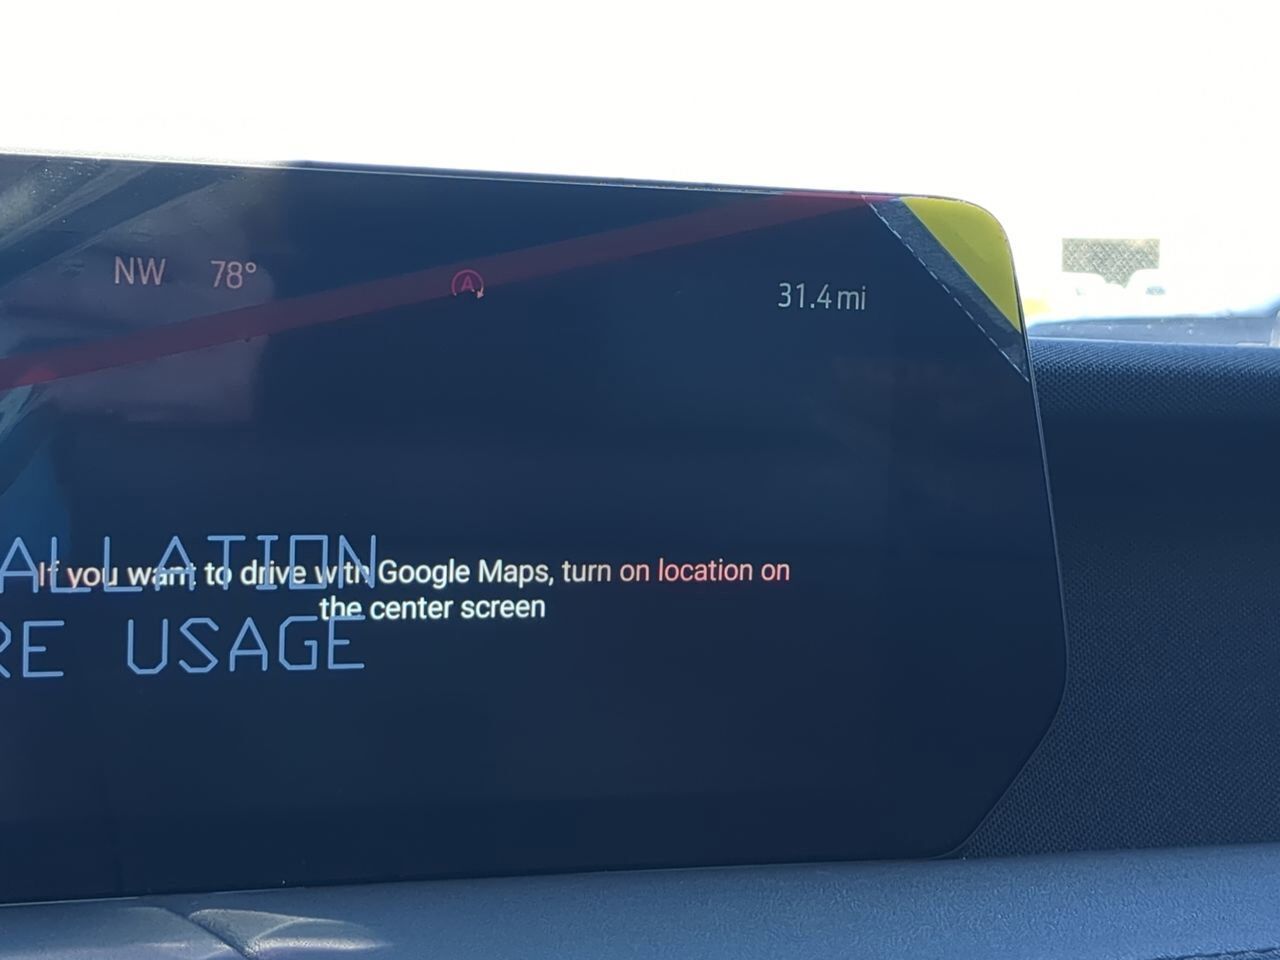 NW 78° A 31.4 mi
ALLATION
If you want to drive with Google Maps, turn on location on
the center screen
RE USAGE